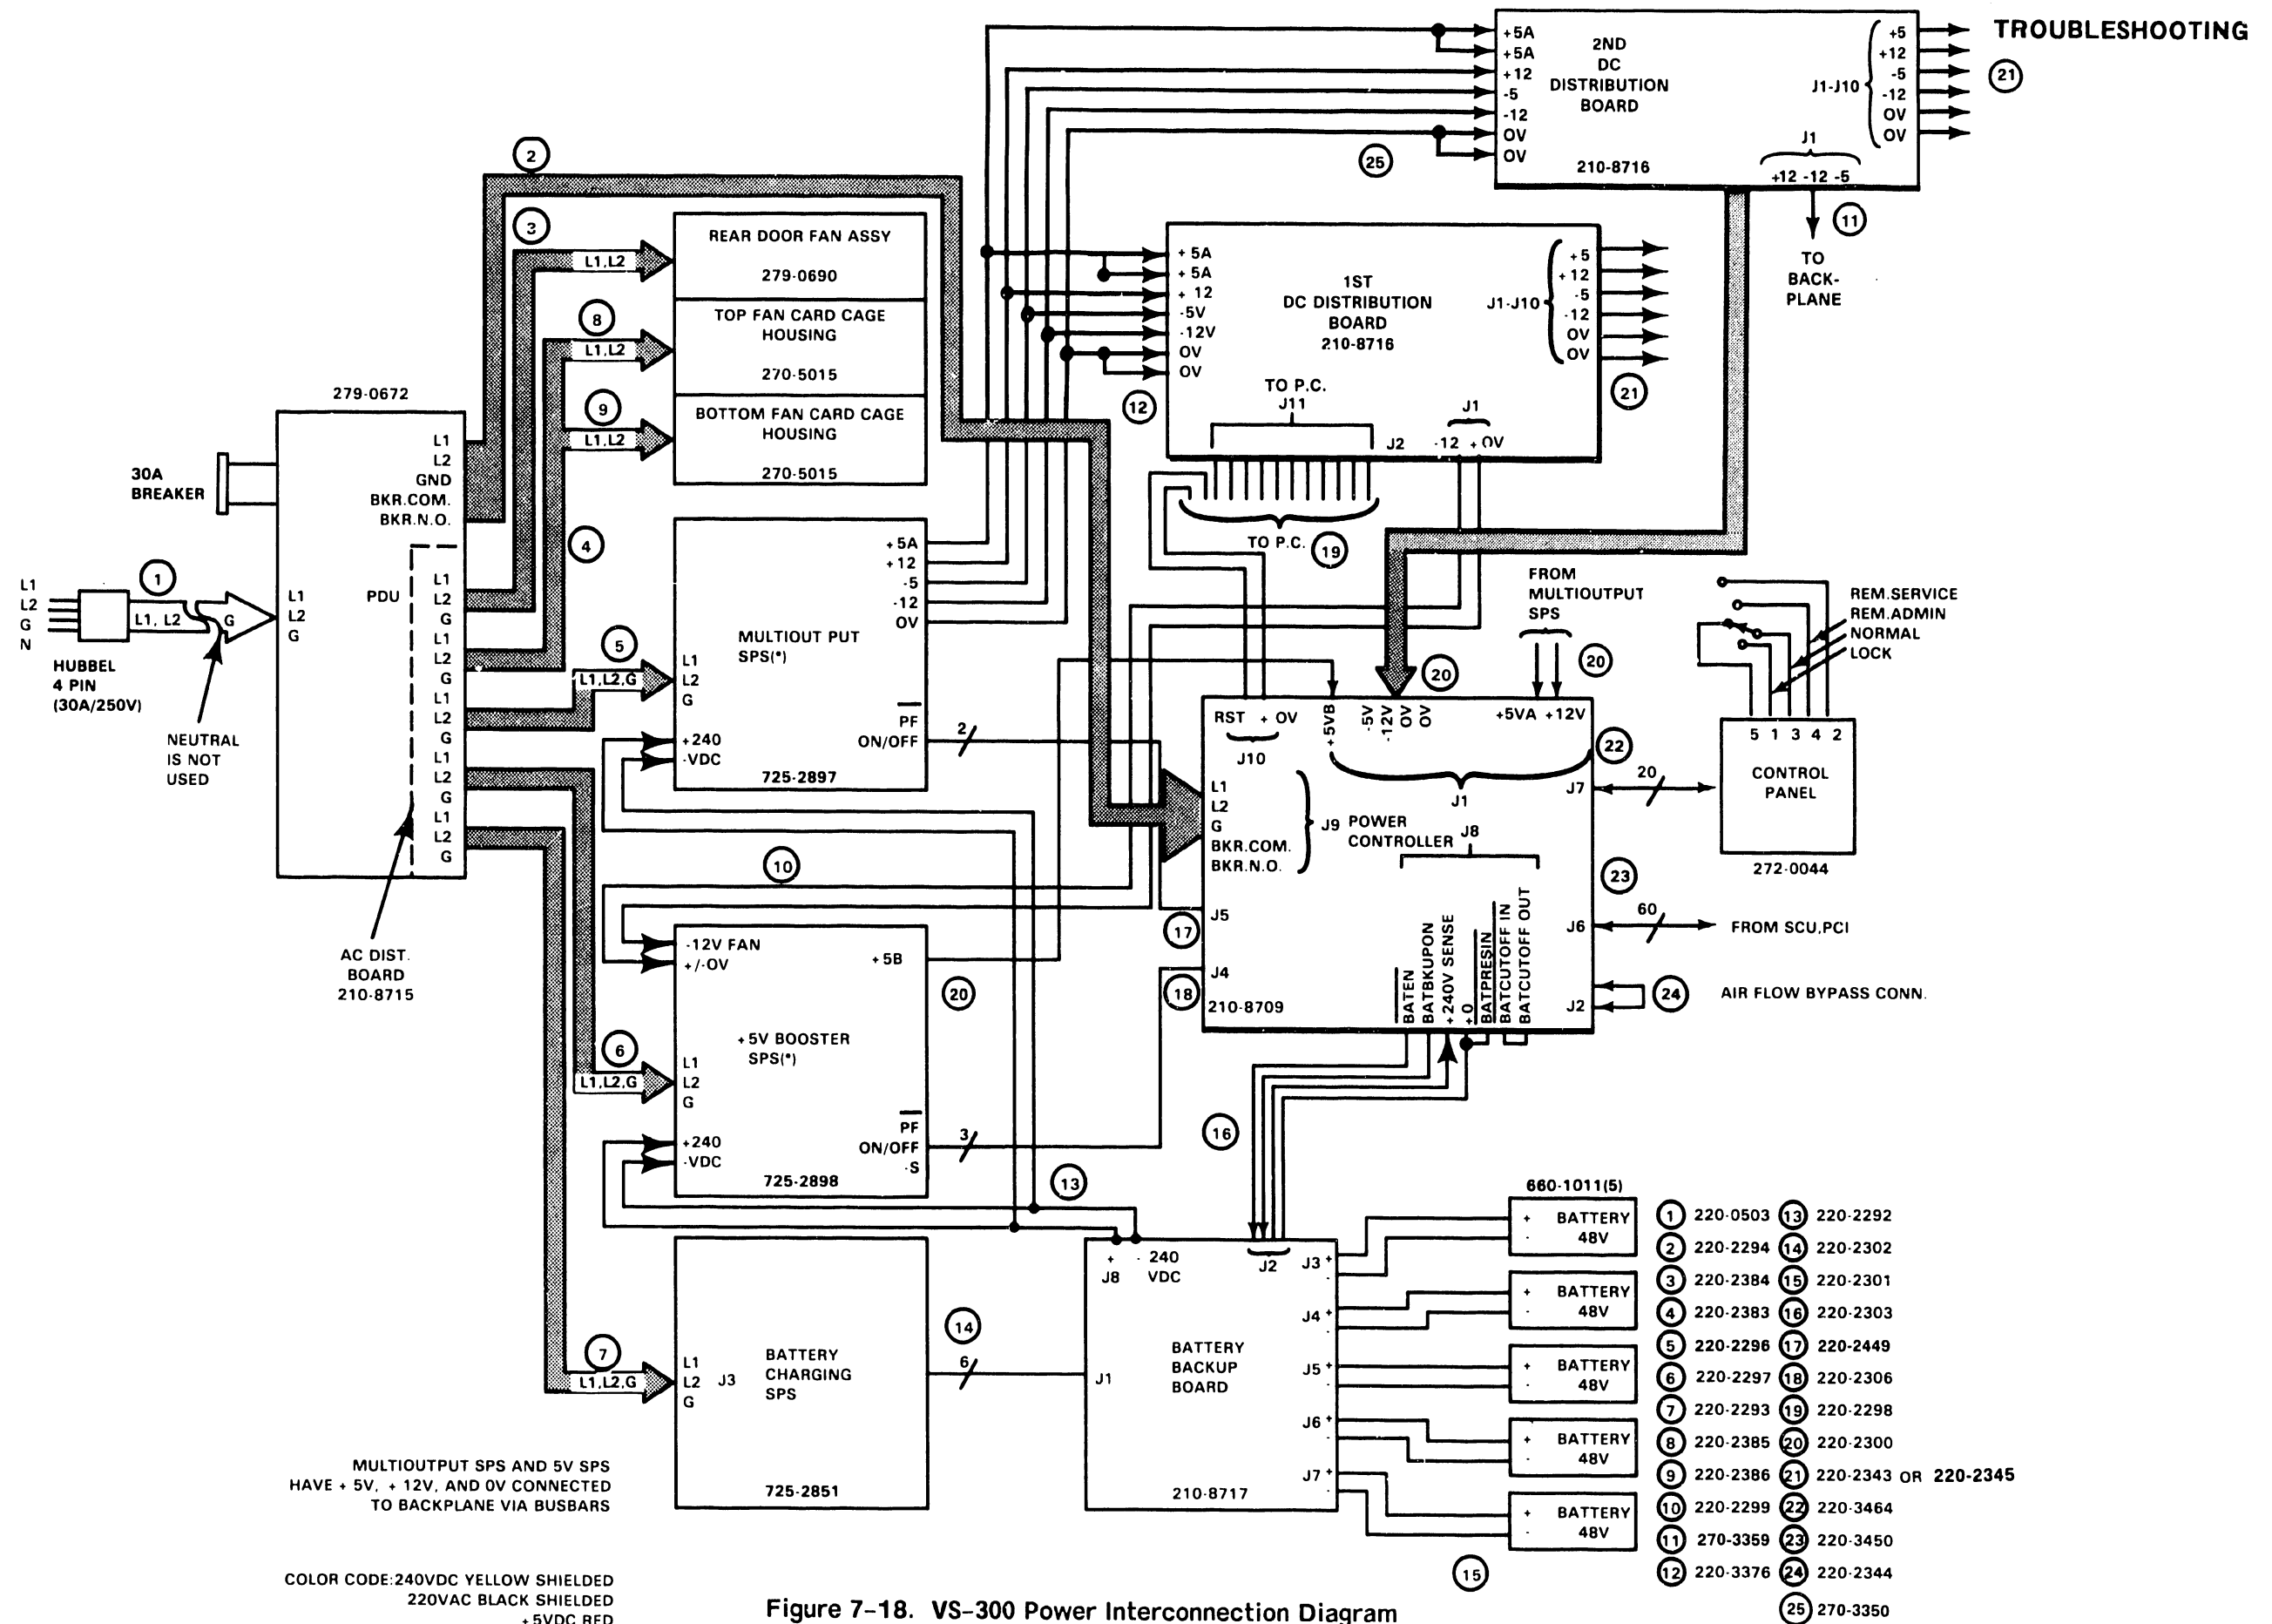 TROUBLESHOOTING
+5A
+5A
+12
-5
-12
OV
OV
2ND
DC
DISTRIBUTION
BOARD
210-8716
J1-J10
+5
+12
-5
-12
OV
OV
21
J1
+12 -12 -5
11
TO
BACK-
PLANE
25
2
3
L1,L2
REAR DOOR FAN ASSY
279-0690
8
L1,L2
TOP FAN CARD CAGE
HOUSING
270-5015
9
L1,L2
BOTTOM FAN CARD CAGE
HOUSING
270-5015
+ 5A
+ 5A
+ 12
-5V
-12V
OV
OV
12
1ST
DC DISTRIBUTION
BOARD
210-8716
J1-J10
+5
+12
-5
-12
OV
OV
21
TO P.C.
J11
J2
J1
-12 + OV
TO P.C.
19
279-0672
30A
BREAKER
L1
L2
GND
BKR.COM.
BKR.N.O.
PDU
L1
L2
G
L1
L2
G
L1
L2
G
L1
L2
G
L1
L2
G
L1
L2
G
N
1
L1, L2
G
L1
L2
G
HUBBEL
4 PIN
(30A/250V)
NEUTRAL
IS NOT
USED
AC DIST.
BOARD
210-8715
4
5
L1,L2,G
L1
L2
G
MULTIOUT PUT
SPS(*)
+5A
+12
-5
-12
OV
PF
ON/OFF
2
+240
-VDC
725-2897
10
-12V FAN
+/-OV
+5B
20
+5V BOOSTER
SPS(*)
6
L1,L2,G
L1
L2
G
PF
ON/OFF
-S
3
+240
-VDC
725-2898
13
7
L1,L2,G
L1
L2
G
J3
BATTERY
CHARGING
SPS
725-2851
14
6
FROM
MULTIOUTPUT
SPS
20
20
RST + OV
J10
+5VB
-5V
-12V
OV
OV
+5VA +12V
J1
L1
L2
G
BKR.COM.
BKR.N.O.
J9
POWER
CONTROLLER
J8
J5
17
J4
18
210-8709
BATEN
BATBKUPON
+240V SENSE
+0
BATPRESIN
BATCUTOFF IN
BATCUTOFF OUT
22
J7
20
23
J6
60
FROM SCU,PCI
J2
24
AIR FLOW BYPASS CONN.
REM.SERVICE
REM.ADMIN
NORMAL
LOCK
5 1 3 4 2
CONTROL
PANEL
272-0044
16
+ - 240
J8 VDC
J2
J1
BATTERY
BACKUP
BOARD
210-8717
J3 +
-
J4 +
-
J5 +
-
J6 +
-
J7 +
-
660-1011(5)
+ BATTERY
- 48V
+ BATTERY
- 48V
+ BATTERY
- 48V
+ BATTERY
- 48V
+ BATTERY
- 48V
15
1 220-0503 13 220-2292
2 220-2294 14 220-2302
3 220-2384 15 220-2301
4 220-2383 16 220-2303
5 220-2296 17 220-2449
6 220-2297 18 220-2306
7 220-2293 19 220-2298
8 220-2385 20 220-2300
9 220-2386 21 220-2343 OR 220-2345
10 220-2299 22 220-3464
11 270-3359 23 220-3450
12 220-3376 24 220-2344
25 270-3350
MULTIOUTPUT SPS AND 5V SPS
HAVE + 5V, + 12V, AND 0V CONNECTED
TO BACKPLANE VIA BUSBARS
COLOR CODE:240VDC YELLOW SHIELDED
220VAC BLACK SHIELDED
+5VDC RED
Figure 7-18. VS-300 Power Interconnection Diagram